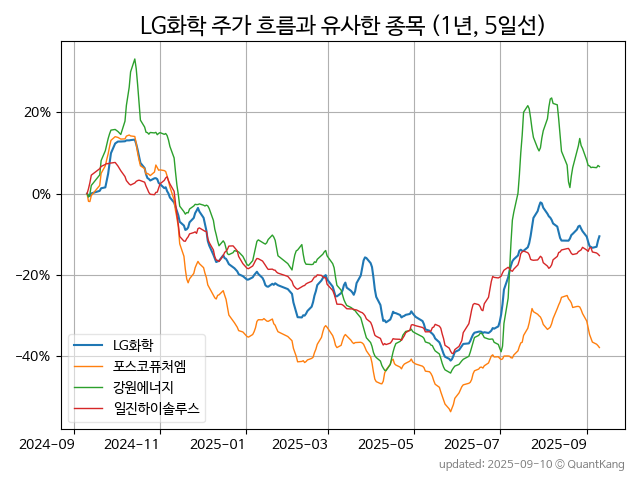 LG화학 주가 흐름과 유사한 종목 (1년, 5일선)
20%
0%
−20%
−40%
LG화학
포스코퓨처엠
강원에너지
일진하이솔루스
2024-09 2024-11 2025-01 2025-03 2025-05 2025-07 2025-09
updated: 2025-09-10 © QuantKang